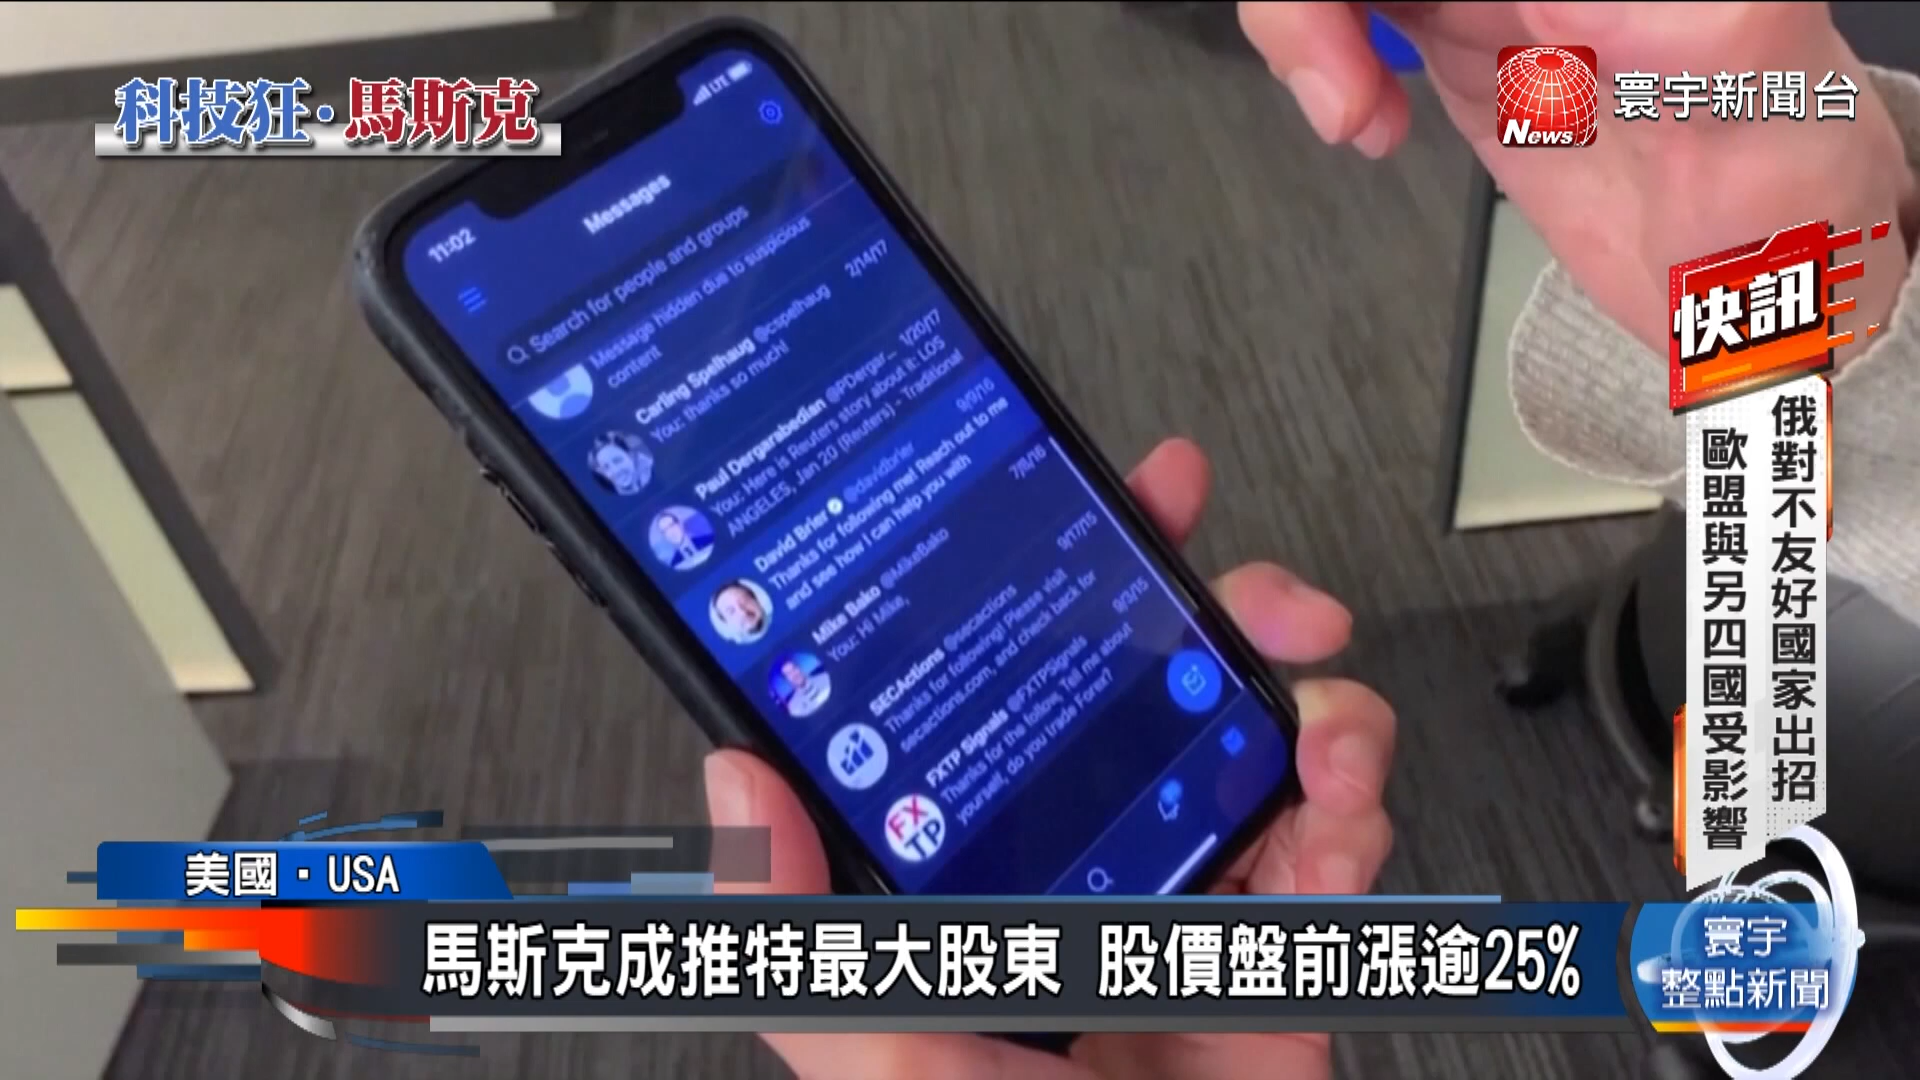 科技狂·馬斯克
News
寰宇新聞台
快訊
俄對不友好國家出招
歐盟與另四國受影響
11:02
LTE
Messages
Search for people and groups
Message hidden due to suspicious
content
Carling Spelhaug @cspelhaug 2/14/17
You: thanks so much!
Paul Dergarabedian @PDergar... 1/20/17
You: Here is Reuters story about it: LOS
ANGELES, Jan 20 (Reuters) - Traditional
David Brier @davidbrier 9/9/16
Thanks for following me! Reach out to me
and see how I can help you with
Mike Bako @MikeBako 7/8/16
You: Hi Mike,
SECActions @secactions 9/17/15
Thanks for following! Please visit
secactions.com, and check back for
FXTP Signals @FXTPSignals 9/3/15
Thanks for the follow, Tell me about
yourself, do you trade Forex?
FX
TP
美國·USA
馬斯克成推特最大股東 股價盤前漲逾25%
寰宇
整點新聞